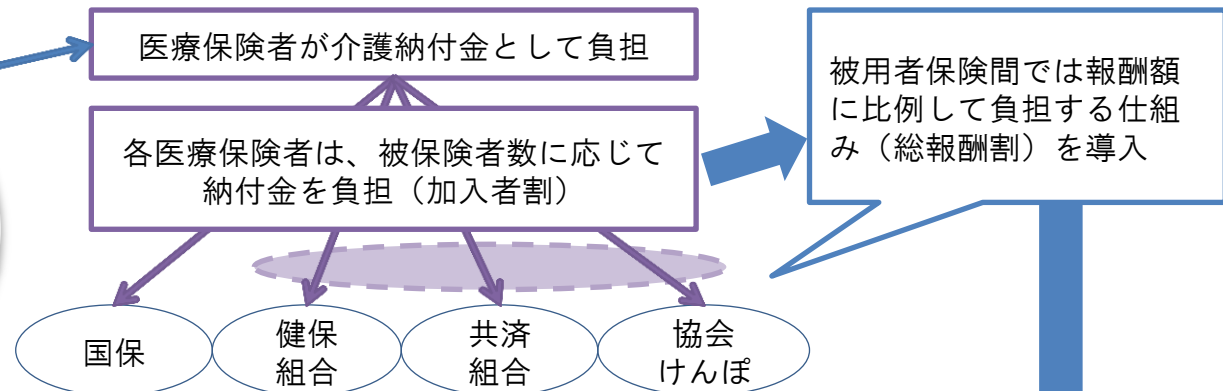 医療保険者が介護納付金として負担
各医療保険者は、被保険者数に応じて
納付金を負担（加入者割）
被用者保険間では報酬額
に比例して負担する仕組
み（総報酬割）を導入
国保
健保
組合
共済
組合
協会
けんぽ